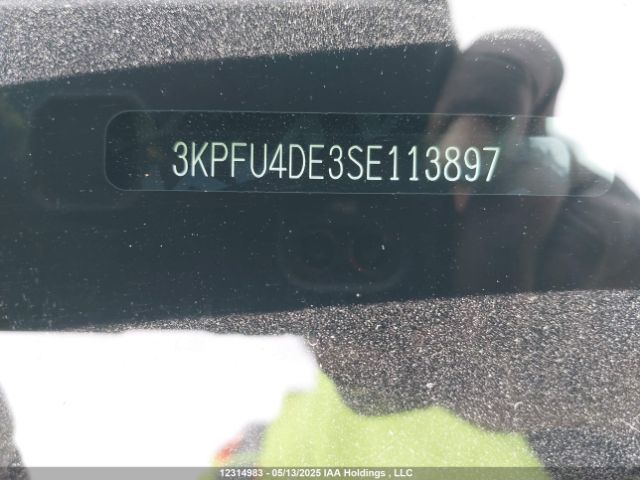 3KPFU4DE3SE113897
12314983 - 05/13/2025 IAA Holdings , LLC